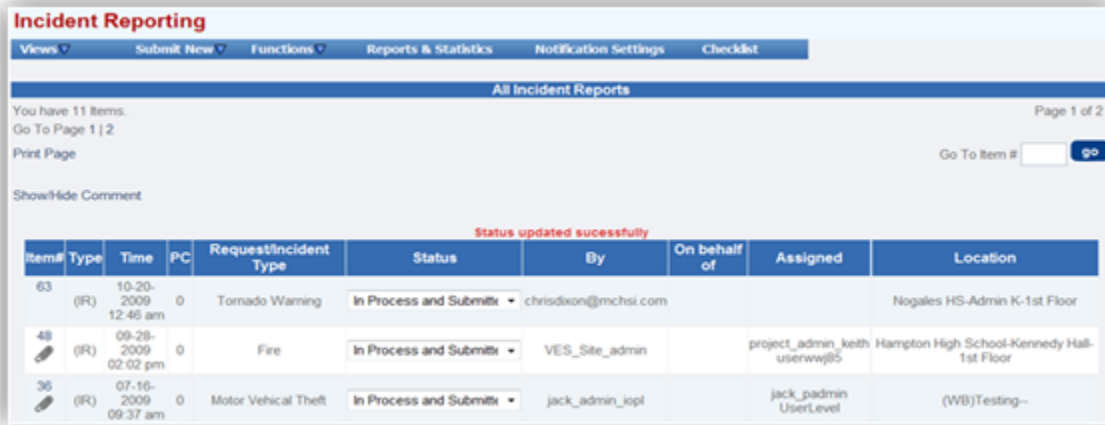 Incident Reporting
Views Submit New Functions Reports & Statistics Notification Settings Checklist
All Incident Reports
You have 11 Items.
Page 1 of 2
Go To Page 1 | 2
Print Page
Go To Item # go
Show/Hide Comment
Status updated sucessfully
Item# Type Time PC Request/Incident Type Status By On behalf of Assigned Location
63 (IR) 10-20-2009 12:46 am 0 Tornado Warning In Process and Submitte chrisdixon@mchsi.com Nogales HS-Admin K-1st Floor
48 (IR) 09-28-2009 02:02 pm 0 Fire In Process and Submitte VES_Site_admin project_admin_keith userwwj85 Hampton High School-Kennedy Hall-1st Floor
36 (IR) 07-16-2009 09:37 am 0 Motor Vehical Theft In Process and Submitte jack_admin_iopl jack_padmin UserLevel (WB)Testing--